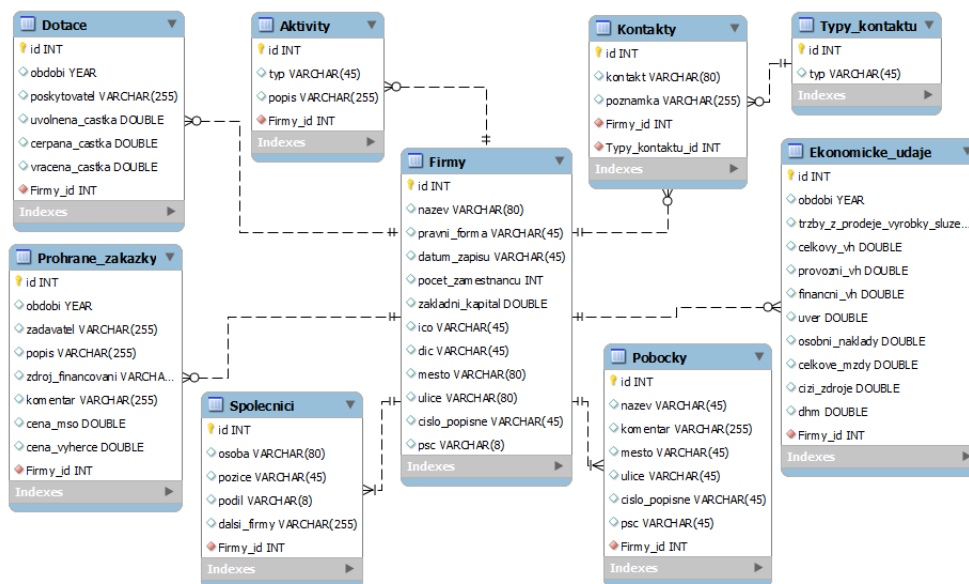 Dotace
id INT
obdobi YEAR
poskytovatel VARCHAR(255)
uvolnena_castka DOUBLE
cerpana_castka DOUBLE
vracena_castka DOUBLE
Firmy_id INT
Indexes
Aktivity
id INT
typ VARCHAR(45)
popis VARCHAR(255)
Firmy_id INT
Indexes
Kontakty
id INT
kontakt VARCHAR(80)
poznamka VARCHAR(255)
Firmy_id INT
Typy_kontaktu_id INT
Indexes
Typy_kontaktu
id INT
typ VARCHAR(45)
Indexes
Firmy
id INT
nazev VARCHAR(80)
pravni_forma VARCHAR(45)
datum_zapisu VARCHAR(45)
pocet_zamestnancu INT
zakladni_kapital DOUBLE
ico VARCHAR(45)
dic VARCHAR(45)
mesto VARCHAR(80)
ulice VARCHAR(80)
cislo_popisne VARCHAR(45)
psc VARCHAR(8)
Indexes
Ekonomicke_udaje
id INT
obdobi YEAR
trzby_z_prodeje_vyrobky_sluze...
celkovy_vh DOUBLE
provozni_vh DOUBLE
financni_vh DOUBLE
uver DOUBLE
osobni_naklady DOUBLE
celkove_mzdy DOUBLE
cizi_zdroje DOUBLE
dhm DOUBLE
Firmy_id INT
Indexes
Prohrane_zakazky
id INT
obdobi YEAR
zadavatel VARCHAR(255)
popis VARCHAR(255)
zdroj_financovani VARCHA...
komentar VARCHAR(255)
cena_mso DOUBLE
cena_vyherce DOUBLE
Firmy_id INT
Indexes
Spolecnici
id INT
osoba VARCHAR(80)
pozice VARCHAR(45)
podil VARCHAR(8)
dalsi_firmy VARCHAR(255)
Firmy_id INT
Indexes
Pobocky
id INT
nazev VARCHAR(45)
komentar VARCHAR(255)
mesto VARCHAR(45)
ulice VARCHAR(45)
cislo_popisne VARCHAR(45)
psc VARCHAR(45)
Firmy_id INT
Indexes